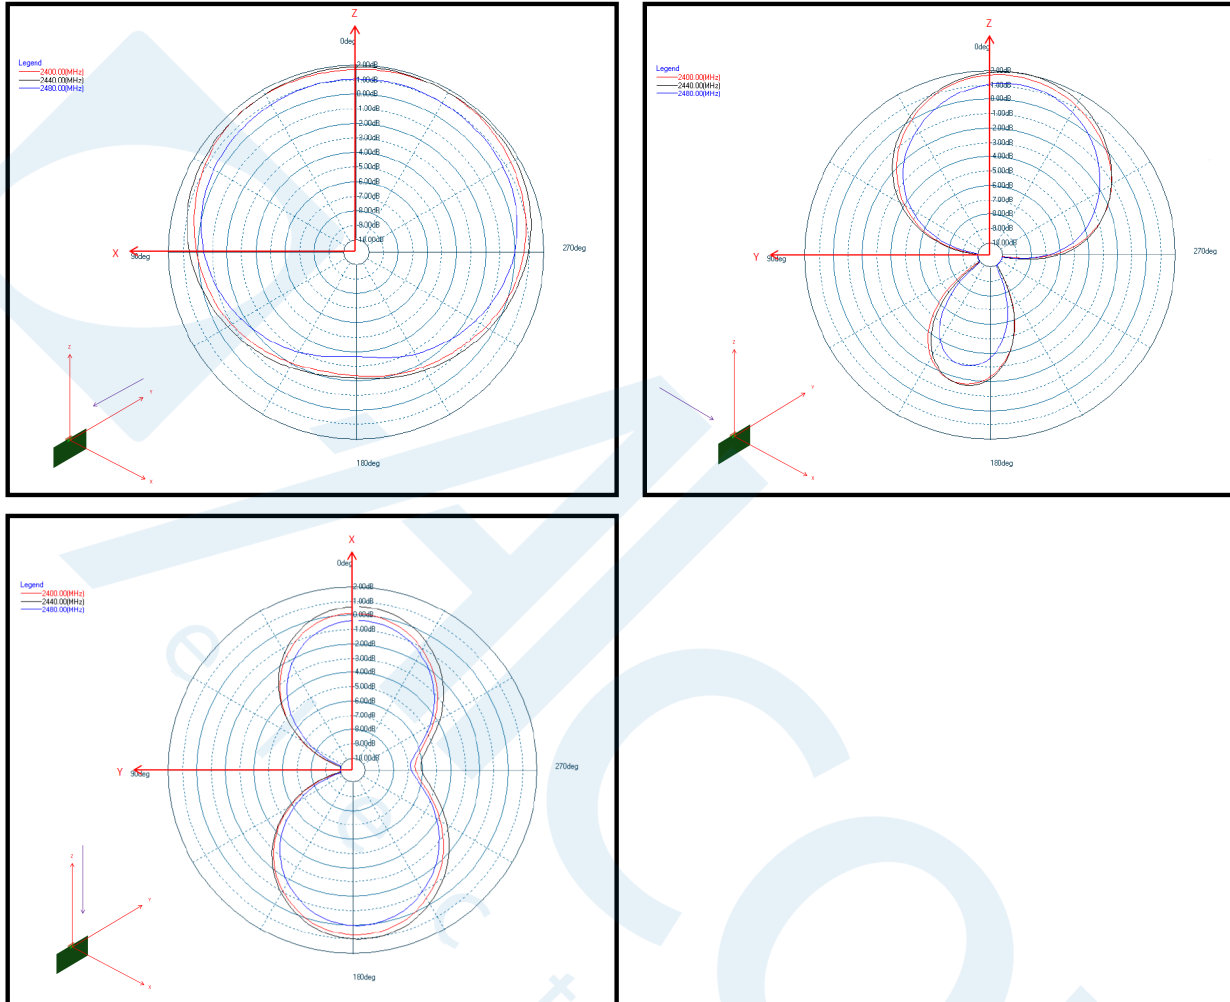 Z
0deg
Legend
2400.00(MHz)
2440.00(MHz)
2480.00(MHz)
2.00dB
1.00dB
0.00dB
-1.00dB
-2.00dB
-3.00dB
-4.00dB
-5.00dB
-6.00dB
-7.00dB
-8.00dB
-9.00dB
-10.00dB
X
90deg
270deg
180deg
Z
Y
X
Z
0deg
Legend
2400.00(MHz)
2440.00(MHz)
2480.00(MHz)
2.00dB
1.00dB
0.00dB
-1.00dB
-2.00dB
-3.00dB
-4.00dB
-5.00dB
-6.00dB
-7.00dB
-8.00dB
-9.00dB
-10.00dB
Y
90deg
270deg
180deg
Z
Y
X
X
0deg
Legend
2400.00(MHz)
2440.00(MHz)
2480.00(MHz)
2.00dB
1.00dB
0.00dB
-1.00dB
-2.00dB
-3.00dB
-4.00dB
-5.00dB
-6.00dB
-7.00dB
-8.00dB
-9.00dB
-10.00dB
Y
90deg
270deg
180deg
Z
Y
X